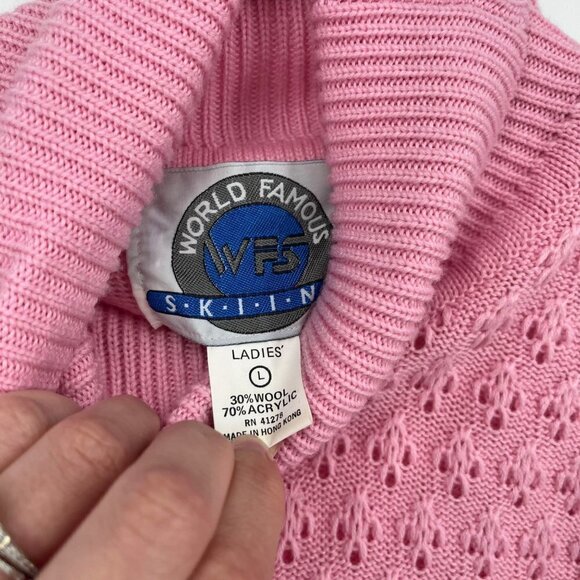 WORLD FAMOUS
WFS
S·K·I·I·N
LADIES'
L
30% WOOL
70% ACRYLIC
RN 41278
MADE IN HONG KONG